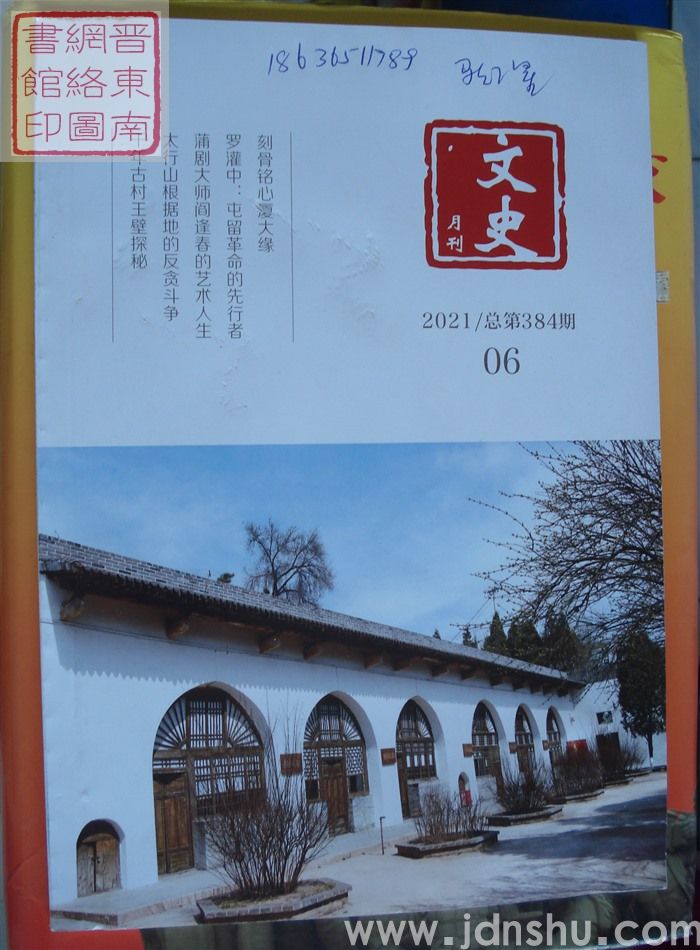 晋東南
網絡圖
書館印
18636511789
文史
月刊
2021/总第384期
06
刻骨铭心厦大缘
罗灌中：屯留革命的先行者
蒲剧大师阎逢春的艺术人生
太行山根据地的反贪斗争
年古村王壁探秘
www.jdnshu.com